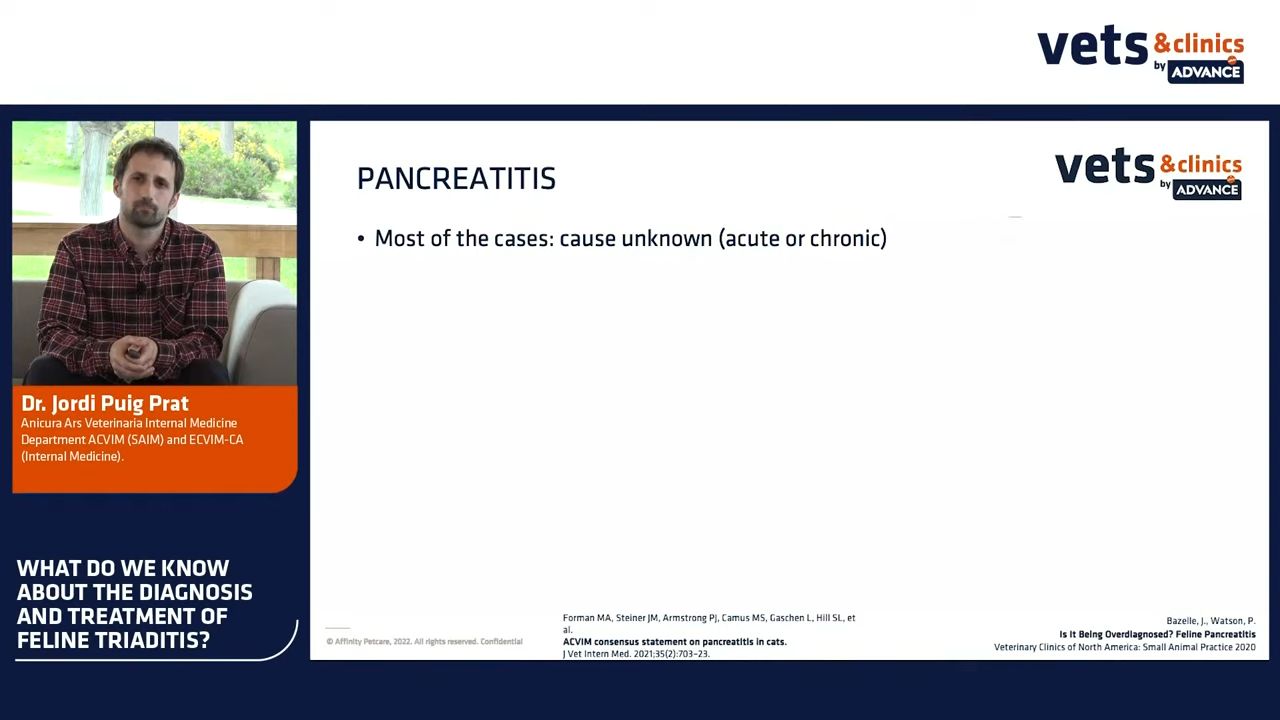 vets &clinics
by ADVANCE
Dr. Jordi Puig Prat
Anicura Ars Veterinaria Internal Medicine
Department ACVIM (SAIM) and ECVIM-CA
(Internal Medicine).
WHAT DO WE KNOW
ABOUT THE DIAGNOSIS
AND TREATMENT OF
FELINE TRIADITIS?
PANCREATITIS
vets &clinics
by ADVANCE
• Most of the cases: cause unknown (acute or chronic)
© Affinity Petcare, 2022. All rights reserved. Confidential
Forman MA, Steiner JM, Armstrong PJ, Camus MS, Gaschen L, Hill SL, et
al.
ACVIM consensus statement on pancreatitis in cats.
J Vet Intern Med. 2021;35(2):703–23.
Bazelle, J., Watson, P.
Is It Being Overdiagnosed? Feline Pancreatitis
Veterinary Clinics of North America: Small Animal Practice 2020